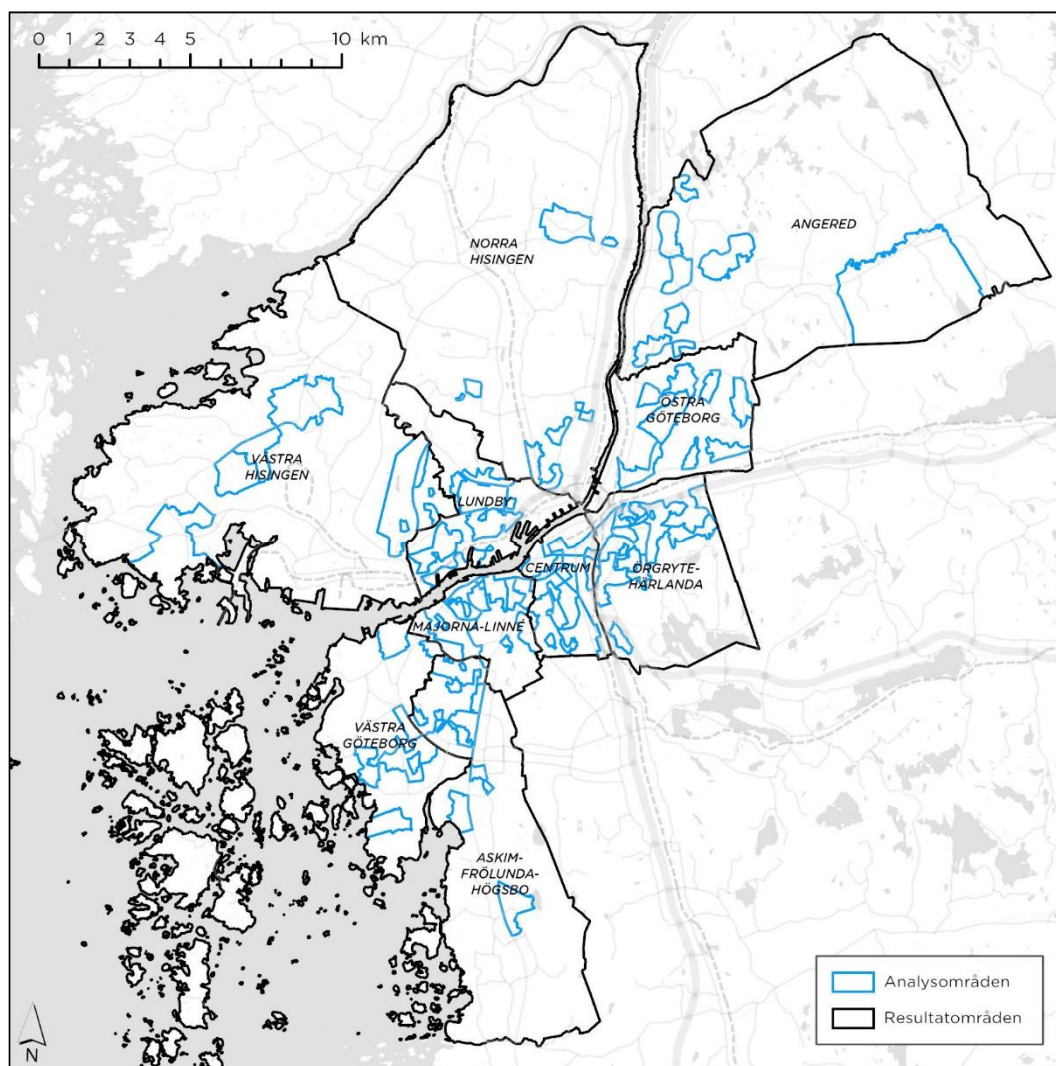 0 1 2 3 4 5 10 km
NORRA
HISINGEN
ANGERED
ÖSTRA
GÖTEBORG
VÄSTRA
HISINGEN
LUNDBY
CENTRUM
ÖRGRYTE-
HÄRLANDA
MAJORNA-LINNÉ
VÄSTRA
GÖTEBORG
ASKIM-
FRÖLUNDA-
HÖGSBO
Analysområden
Resultatområden
N